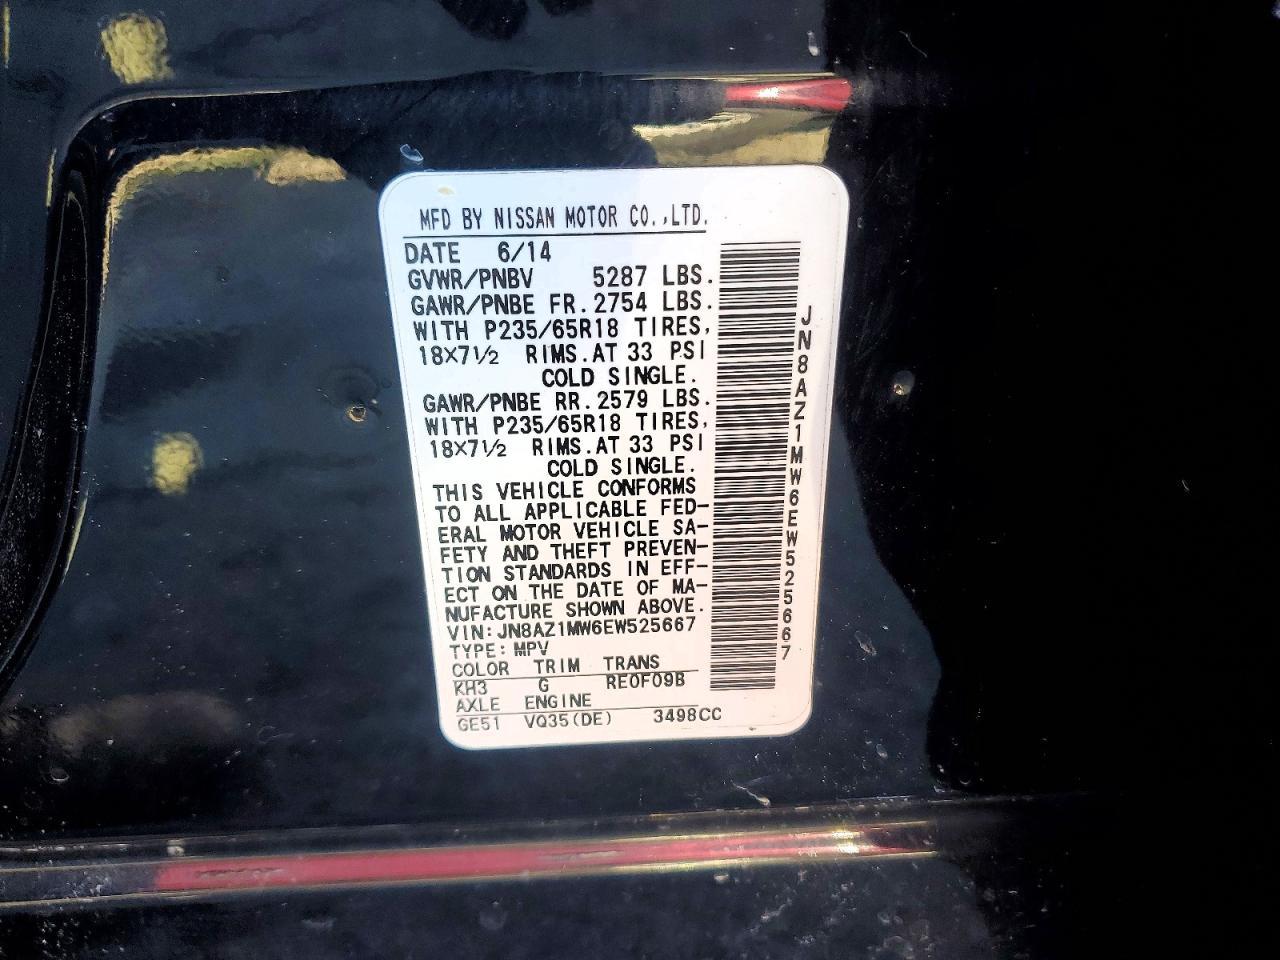 MFD BY NISSAN MOTOR CO.,LTD.
DATE 6/14
GVWR/PNBV 5287 LBS.
GAWR/PNBE FR. 2754 LBS.
WITH P235/65R18 TIRES,
18X7½ RIMS. AT 33 PSI
COLD SINGLE.
GAWR/PNBE RR. 2579 LBS.
WITH P235/65R18 TIRES,
18X7½ RIMS. AT 33 PSI
COLD SINGLE.
THIS VEHICLE CONFORMS
TO ALL APPLICABLE FED-
ERAL MOTOR VEHICLE SA-
FETY AND THEFT PREVEN-
TION STANDARDS IN EFF-
ECT ON THE DATE OF MA-
NUFACTURE SHOWN ABOVE.
VIN: JN8AZ1MW6EW525667
TYPE: MPV
COLOR TRIM TRANS
KH3 G RE0F09B
AXLE ENGINE
GE51 VQ35(DE) 3498CC
JN8AZ1MW6EW525667